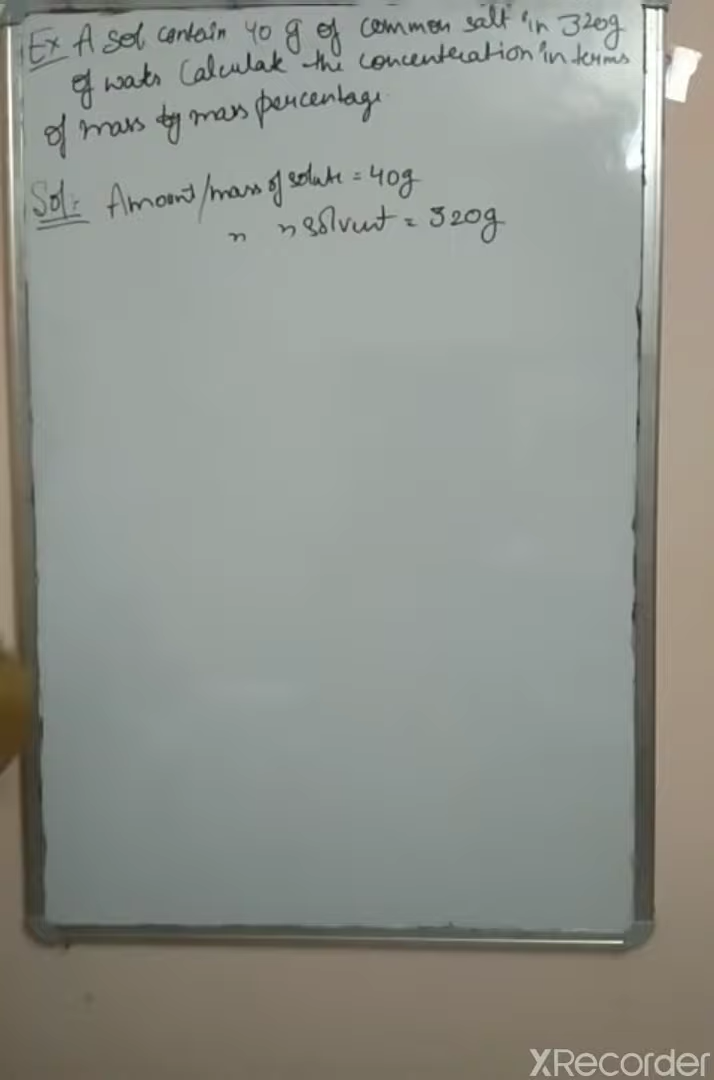 Ex A Sol contain 40 g of common salt in 320g
of water Calculate the concentration in terms
of mass by mass percentage.
Sol:- Amount/mass of solute = 40g
" " solvent = 320g
XRecorder